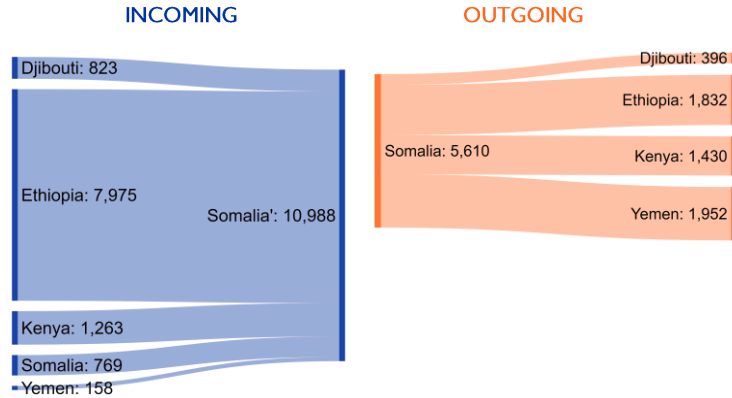 INCOMING
Djibouti: 823
Ethiopia: 7,975
Somalia': 10,988
Kenya: 1,263
Somalia: 769
Yemen: 158
OUTGOING
Djibouti: 396
Ethiopia: 1,832
Somalia: 5,610
Kenya: 1,430
Yemen: 1,952